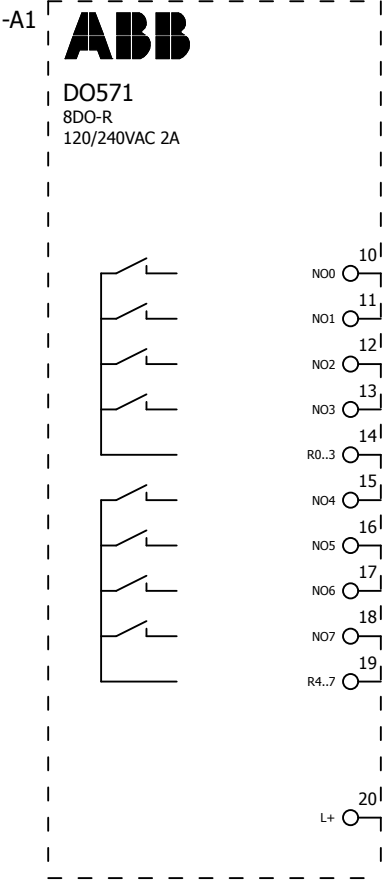 -A1
ABB
DO571
8DO-R
120/240VAC 2A
10
NO0
11
NO1
12
NO2
13
NO3
14
R0..3
15
NO4
16
NO5
17
NO6
18
NO7
19
R4..7
20
L+